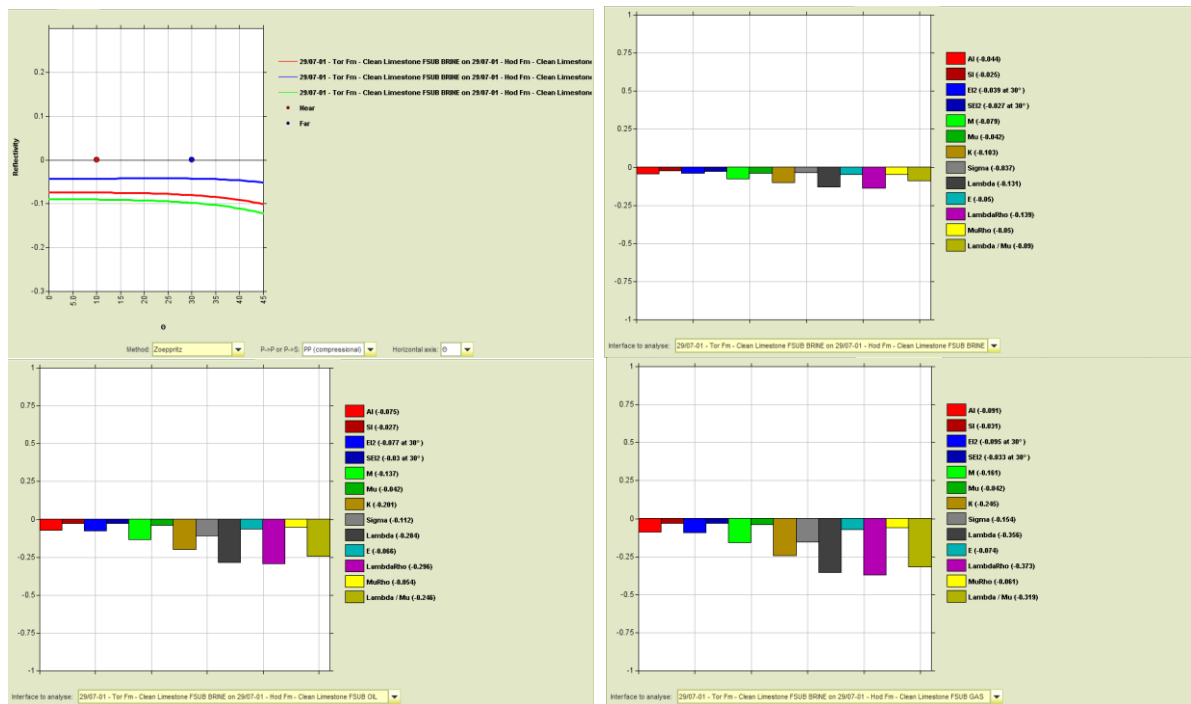 0.2
0.1
0
-0.1
-0.2
-0.3
Reflectivity
0
5.0
10
15
20
25
30
35
40
45
θ
29/07-01 - Tor Fm - Clean Limestone FSUB BRINE on 29/07-01 - Hod Fm - Clean Limestone
29/07-01 - Tor Fm - Clean Limestone FSUB BRINE on 29/07-01 - Hod Fm - Clean Limestone
29/07-01 - Tor Fm - Clean Limestone FSUB BRINE on 29/07-01 - Hod Fm - Clean Limestone
Near
Far
Method: Zoeppritz P->P or P->S: PP (compressional) Horizontal axis: θ
1
0.75
0.5
0.25
0
-0.25
-0.5
-0.75
-1
AI (-0.044)
SI (-0.025)
EI2 (-0.039 at 30°)
SEI2 (-0.027 at 30°)
M (-0.079)
Mu (-0.042)
K (-0.103)
Sigma (-0.037)
Lambda (-0.131)
E (-0.05)
LambdaRho (-0.139)
MuRho (-0.05)
Lambda / Mu (-0.09)
Interface to analyse: 29/07-01 - Tor Fm - Clean Limestone FSUB BRINE on 29/07-01 - Hod Fm - Clean Limestone FSUB BRINE
1
0.75
0.5
0.25
0
-0.25
-0.5
-0.75
-1
AI (-0.075)
SI (-0.027)
EI2 (-0.077 at 30°)
SEI2 (-0.03 at 30°)
M (-0.137)
Mu (-0.042)
K (-0.201)
Sigma (-0.112)
Lambda (-0.284)
E (-0.066)
LambdaRho (-0.296)
MuRho (-0.054)
Lambda / Mu (-0.246)
Interface to analyse: 29/07-01 - Tor Fm - Clean Limestone FSUB BRINE on 29/07-01 - Hod Fm - Clean Limestone FSUB OIL
1
0.75
0.5
0.25
0
-0.25
-0.5
-0.75
-1
AI (-0.091)
SI (-0.031)
EI2 (-0.095 at 30°)
SEI2 (-0.033 at 30°)
M (-0.161)
Mu (-0.042)
K (-0.245)
Sigma (-0.154)
Lambda (-0.356)
E (-0.074)
LambdaRho (-0.373)
MuRho (-0.061)
Lambda / Mu (-0.319)
Interface to analyse: 29/07-01 - Tor Fm - Clean Limestone FSUB BRINE on 29/07-01 - Hod Fm - Clean Limestone FSUB GAS